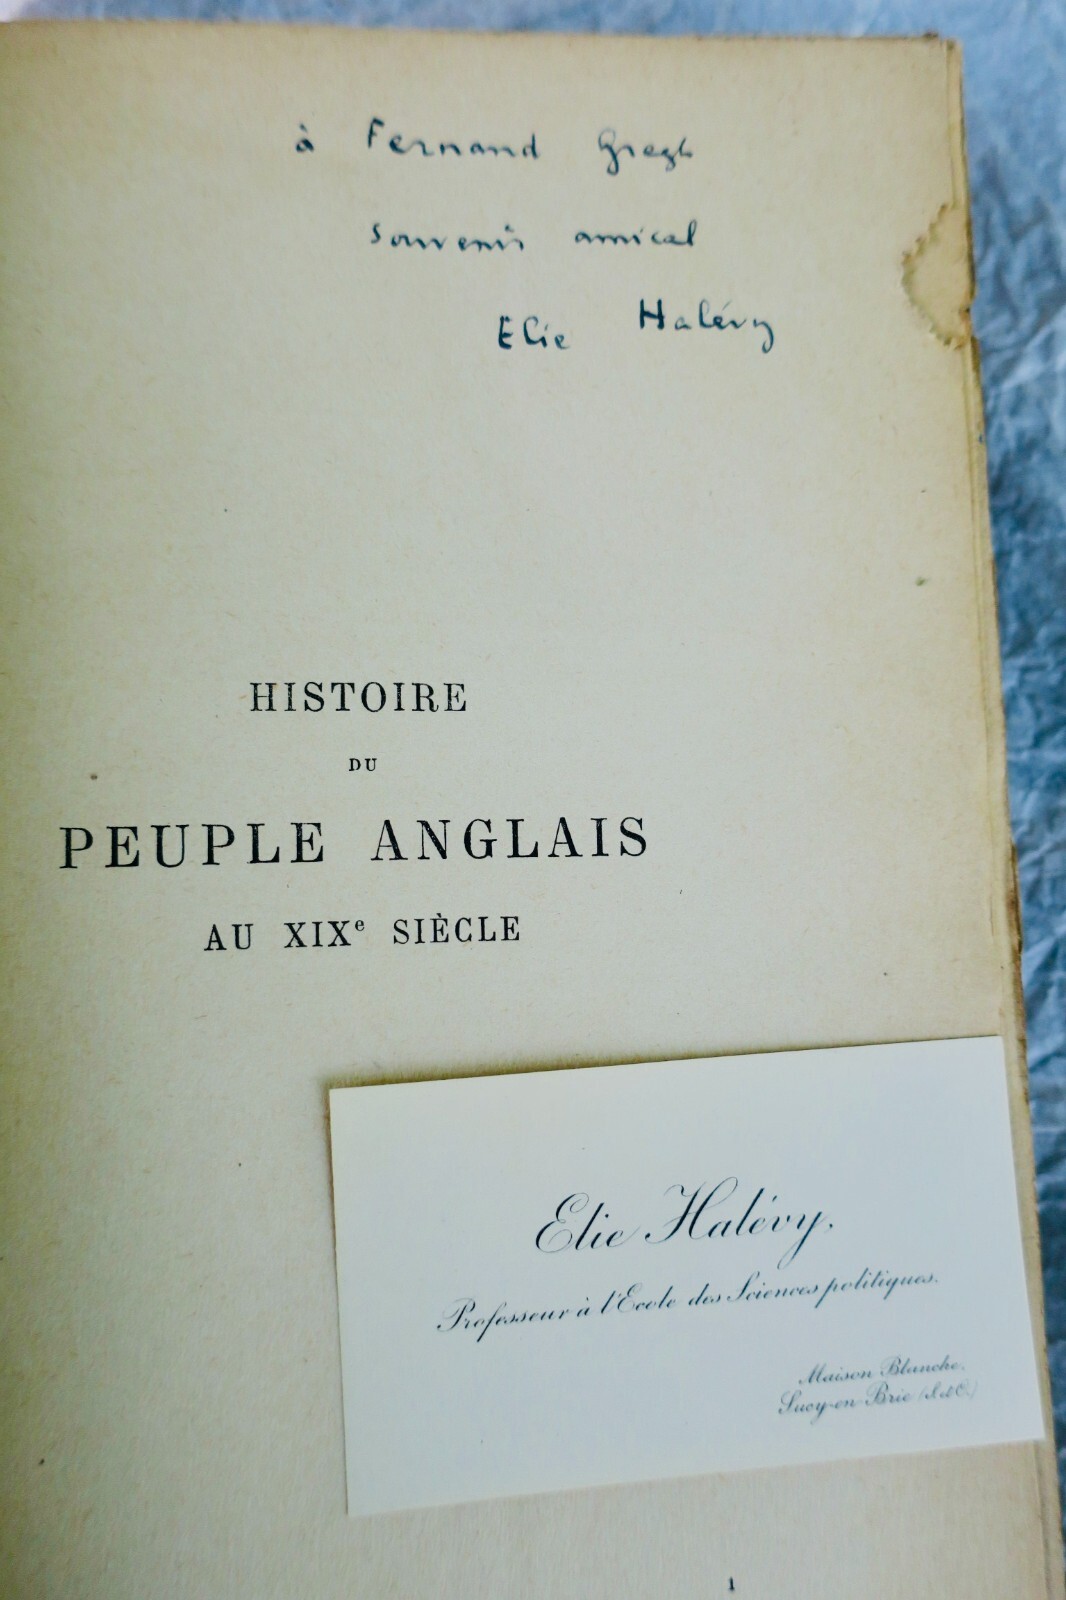 à Fernand Gregh
souvenir amical
Elie Halévy
HISTOIRE
DU
PEUPLE ANGLAIS
AU XIXe SIÈCLE
Elie Halévy.
Professeur à l'Ecole des Sciences politiques.
Maison Blanche.
Sucy-en-Brie (S. et O.)
1